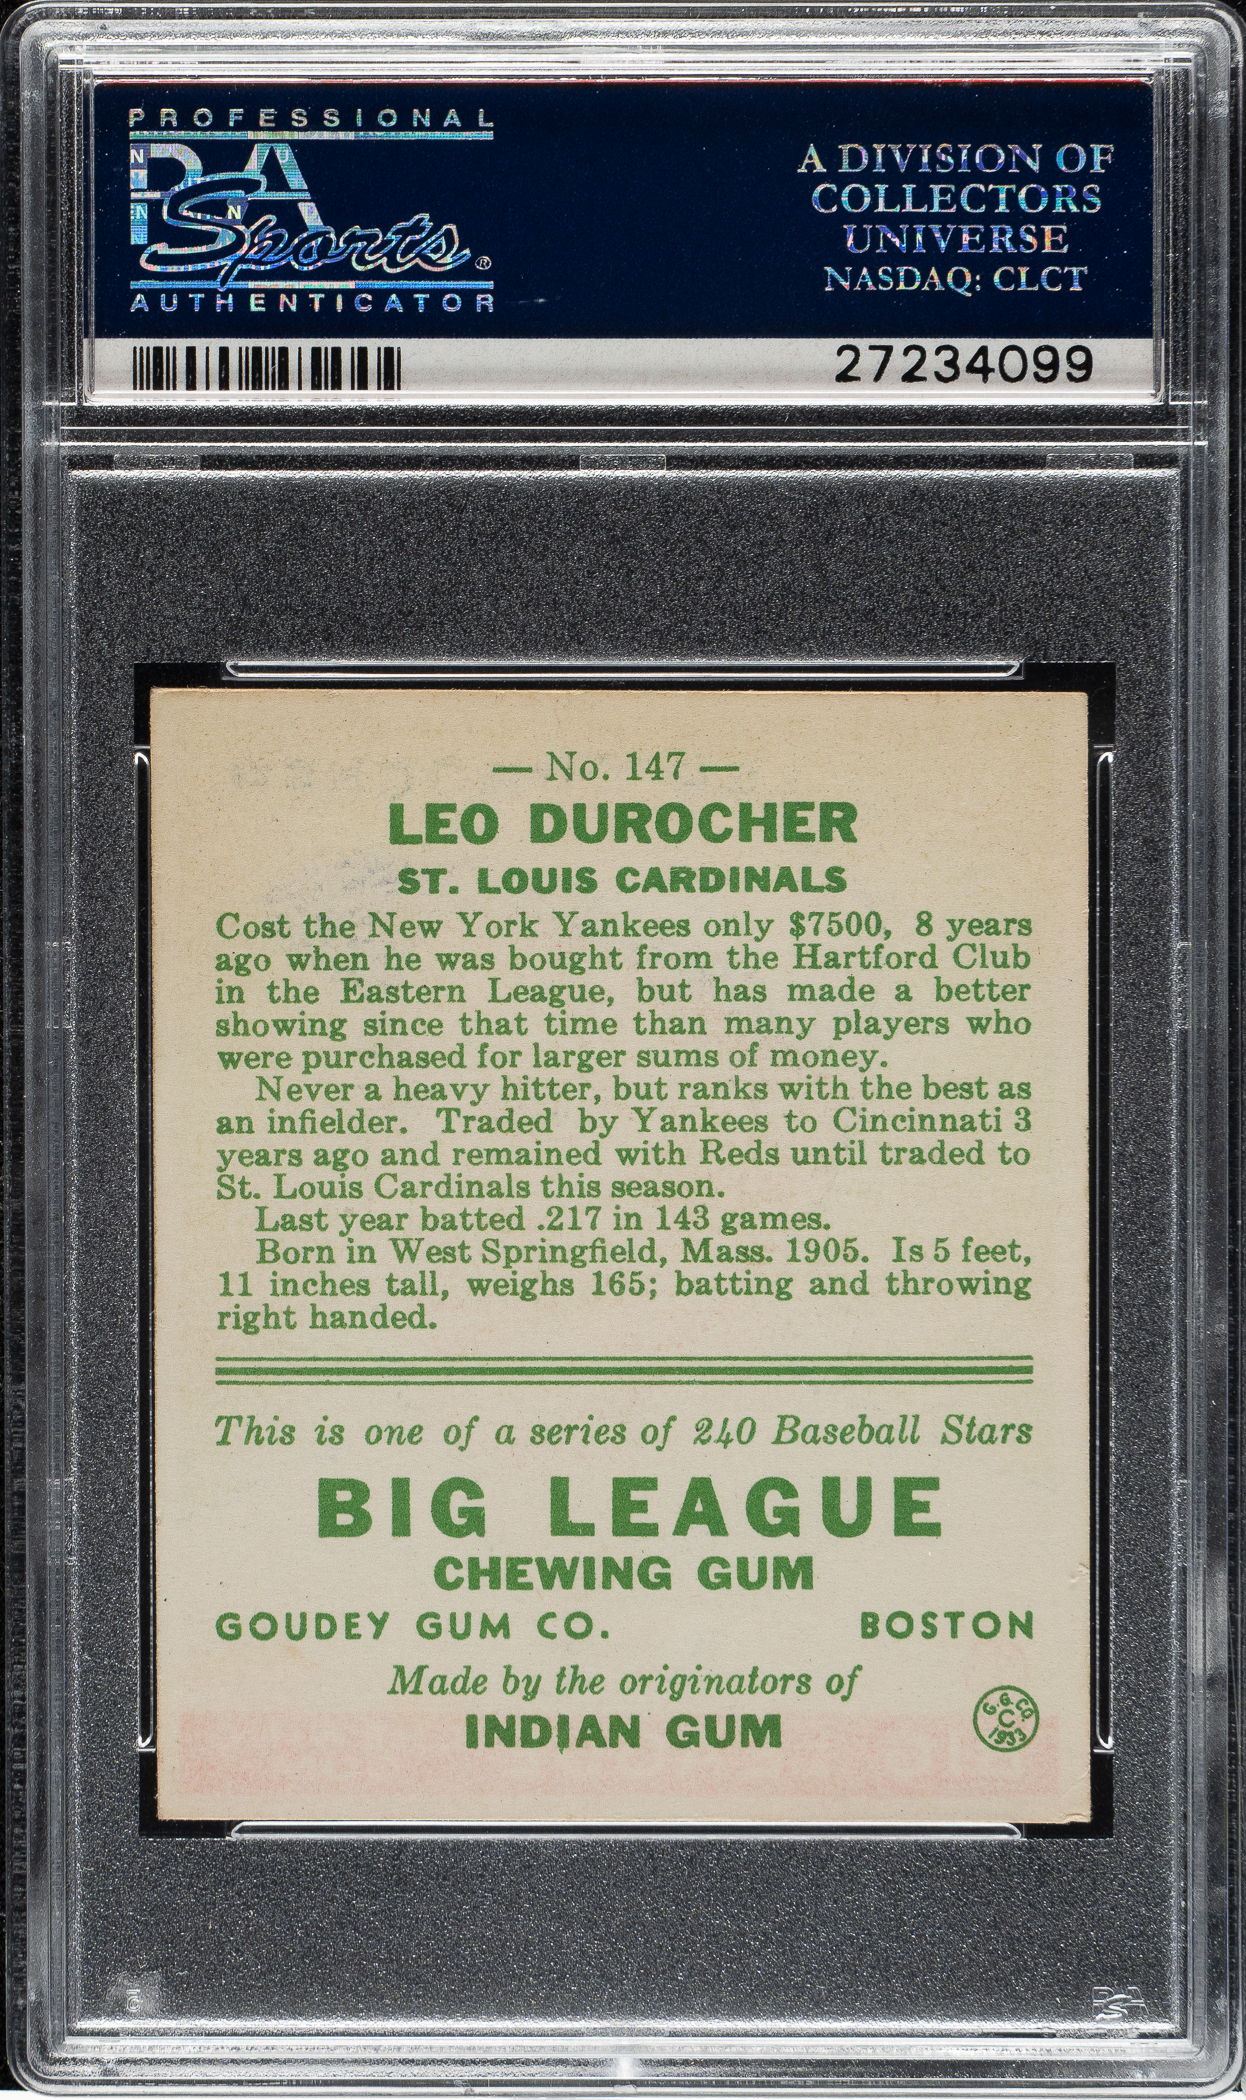 PROFESSIONAL
PSA
Sports®
AUTHENTICATOR
A DIVISION OF
COLLECTORS
UNIVERSE
NASDAQ: CLCT
27234099
— No. 147 —
LEO DUROCHER
ST. LOUIS CARDINALS
Cost the New York Yankees only $7500, 8 years
ago when he was bought from the Hartford Club
in the Eastern League, but has made a better
showing since that time than many players who
were purchased for larger sums of money.
Never a heavy hitter, but ranks with the best as
an infielder. Traded by Yankees to Cincinnati 3
years ago and remained with Reds until traded to
St. Louis Cardinals this season.
Last year batted .217 in 143 games.
Born in West Springfield, Mass. 1905. Is 5 feet,
11 inches tall, weighs 165; batting and throwing
right handed.
This is one of a series of 240 Baseball Stars
BIG LEAGUE
CHEWING GUM
GOUDEY GUM CO. BOSTON
Made by the originators of
INDIAN GUM
G.G.CO.
C
1933
PSA